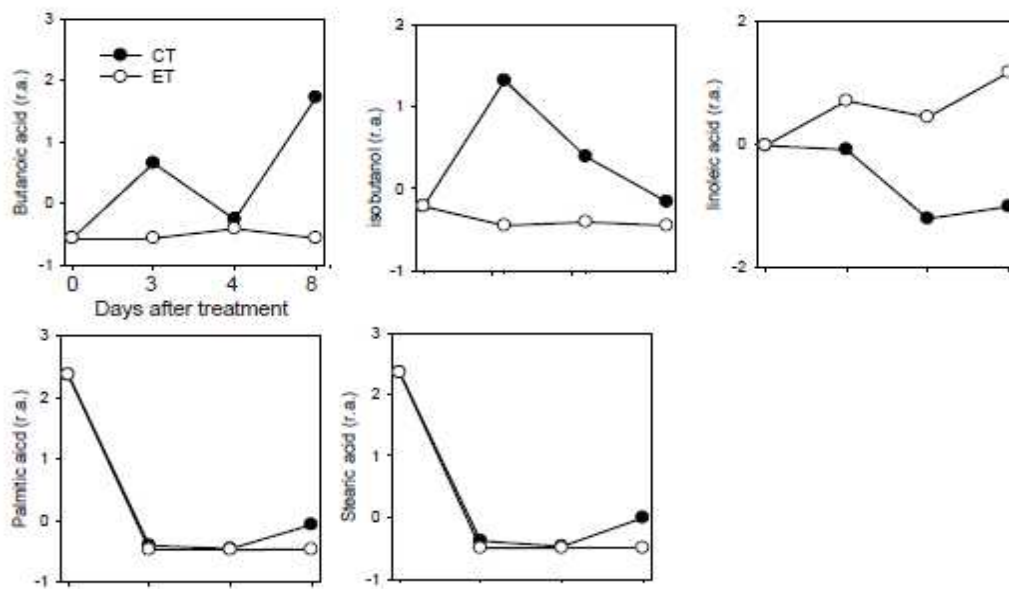 3
2
1
0
-1
Butanoic acid (r.a.)
CT
ET
0 3 4 8
Days after treatment
1
0
-1
isobutanol (r.a.)
2
0
-2
linoleic acid (r.a.)
3
2
1
0
-1
Palmitic aicd (r.a.)
3
2
1
0
-1
Stearic acid (r.a.)